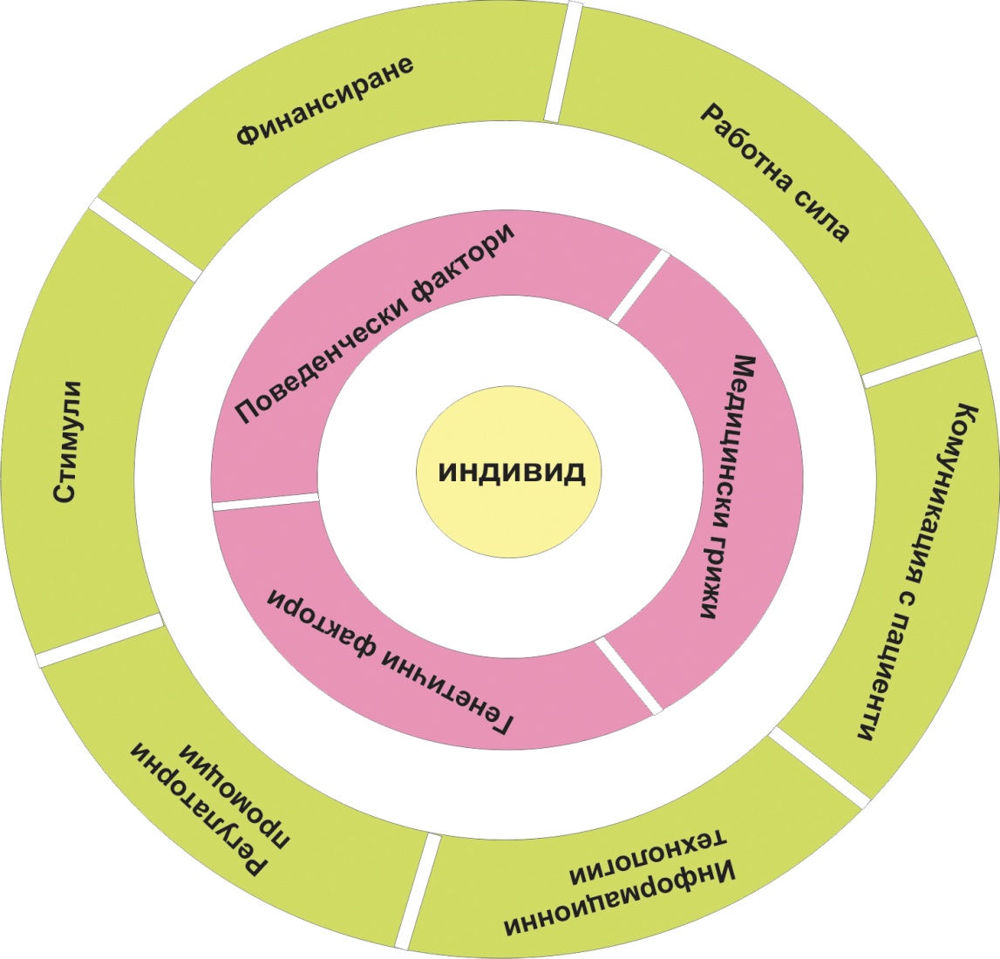 Финансиране
Работна сила
Комуникация с пациенти
Информационни
технологии
Регулаторни
промоции
Стимули
Поведенчески фактори
Медицински грижи
Генетични фактори
индивид